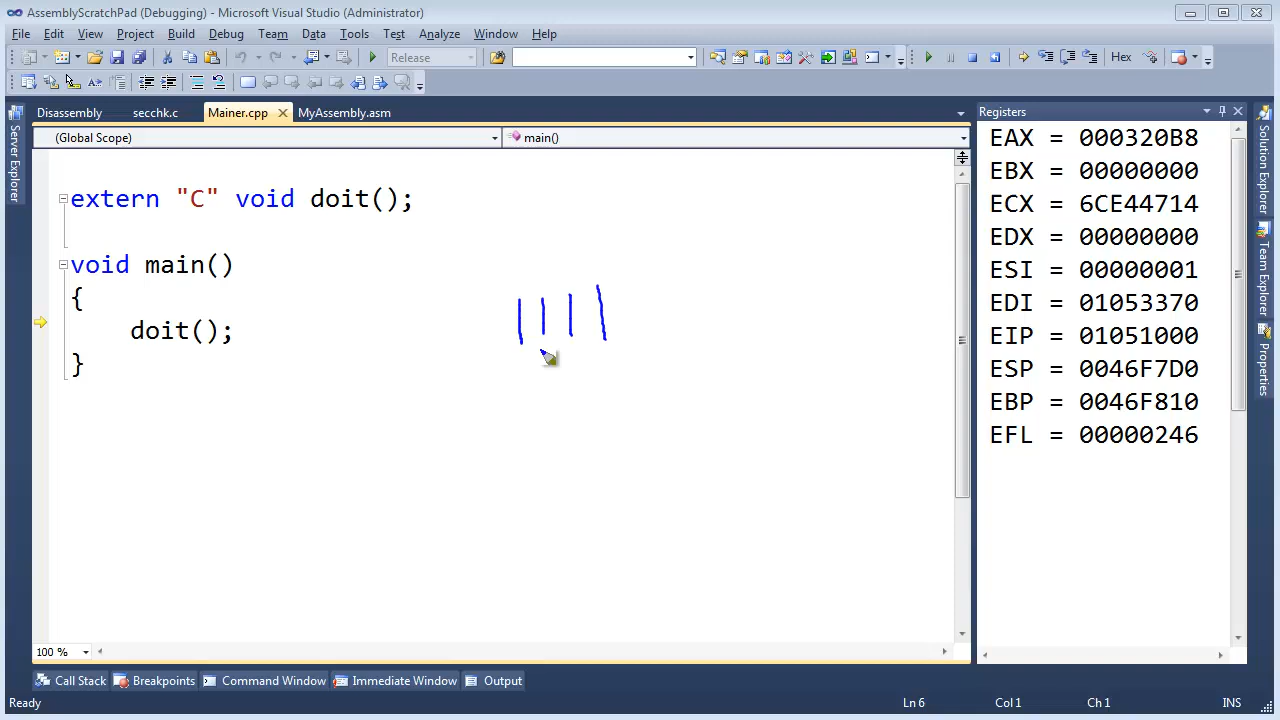 AssemblyScratchPad (Debugging) - Microsoft Visual Studio (Administrator)
File Edit View Project Build Debug Team Data Tools Test Analyze Window Help
Release
Hex
Disassembly secchk.c Mainer.cpp MyAssembly.asm
(Global Scope) main()
extern "C" void doit();
void main()
{
doit();
}
100 %
Server Explorer
Registers
EAX = 000320B8
EBX = 00000000
ECX = 6CE44714
EDX = 00000000
ESI = 00000001
EDI = 01053370
EIP = 01051000
ESP = 0046F7D0
EBP = 0046F810
EFL = 00000246
Solution Explorer
Team Explorer
Properties
Call Stack Breakpoints Command Window Immediate Window Output
Ready Ln 6 Col 1 Ch 1 INS